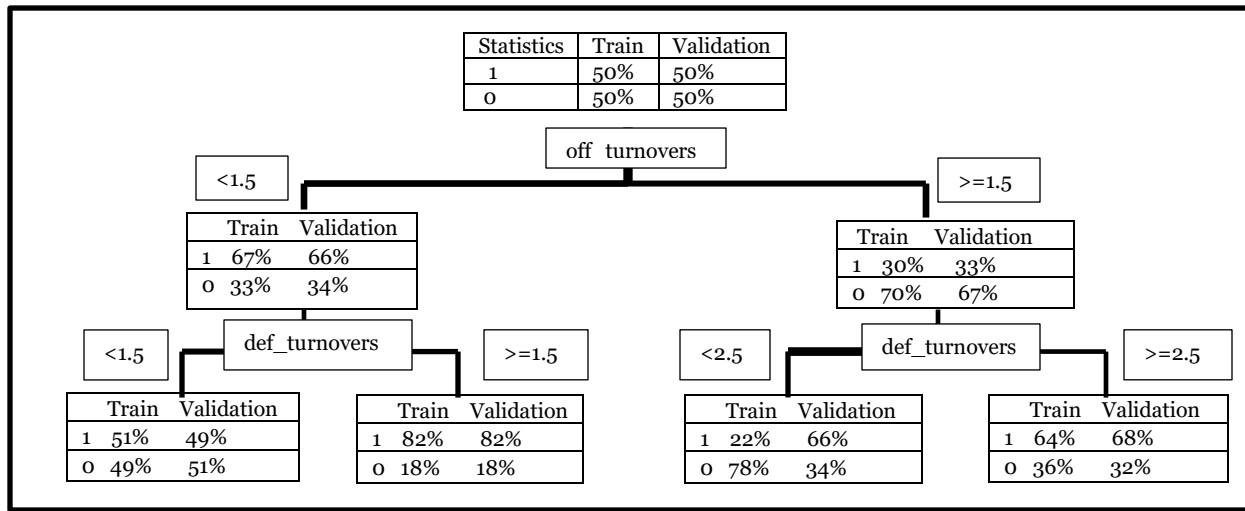 Statistics Train Validation
1 50% 50%
0 50% 50%
off turnovers
<1.5 >=1.5
Train Validation
1 67% 66%
0 33% 34%
Train Validation
1 30% 33%
0 70% 67%
def_turnovers
<1.5 >=1.5
def_turnovers
<2.5 >=2.5
Train Validation
1 51% 49%
0 49% 51%
Train Validation
1 82% 82%
0 18% 18%
Train Validation
1 22% 66%
0 78% 34%
Train Validation
1 64% 68%
0 36% 32%